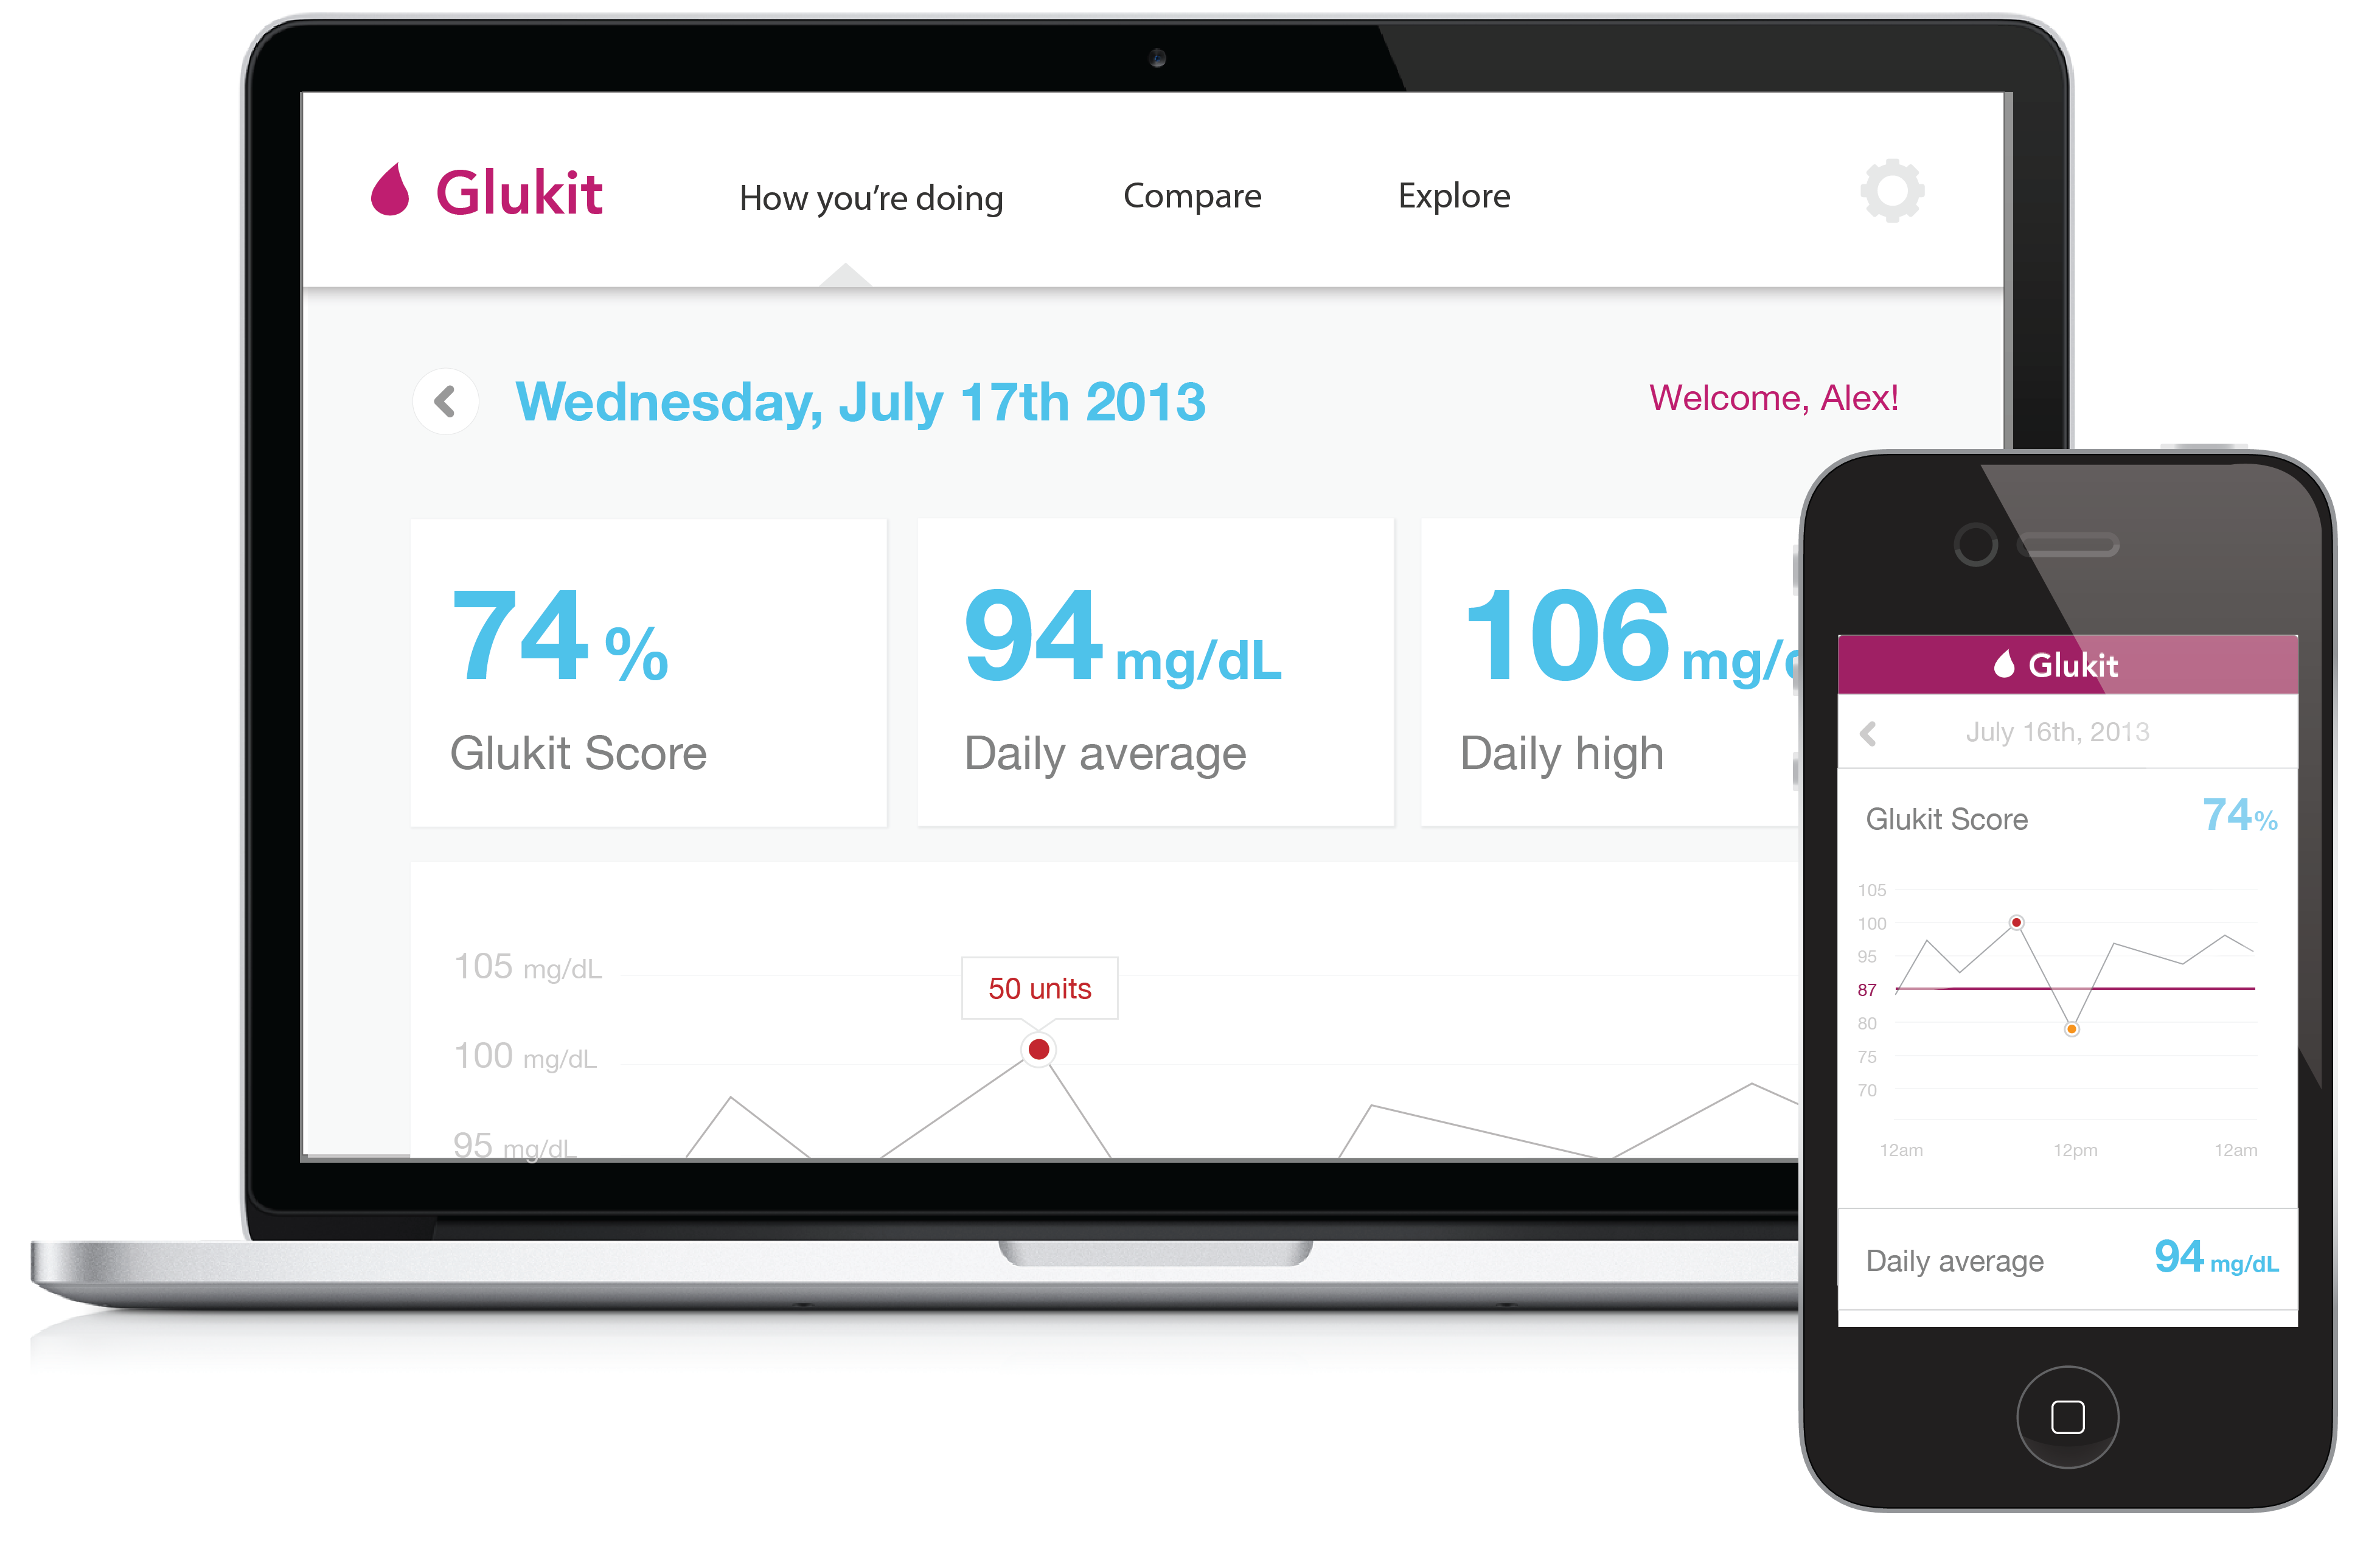 Glukit
How you're doing
Compare
Explore
Wednesday, July 17th 2013
Welcome, Alex!
74 %
Glukit Score
94 mg/dL
Daily average
106 mg/
Daily high
105 mg/dL
100 mg/dL
95 mg/dL
50 units
Glukit
July 16th, 2013
Glukit Score
74%
105
100
95
87
80
75
70
12am
12pm
12am
Daily average
94 mg/dL